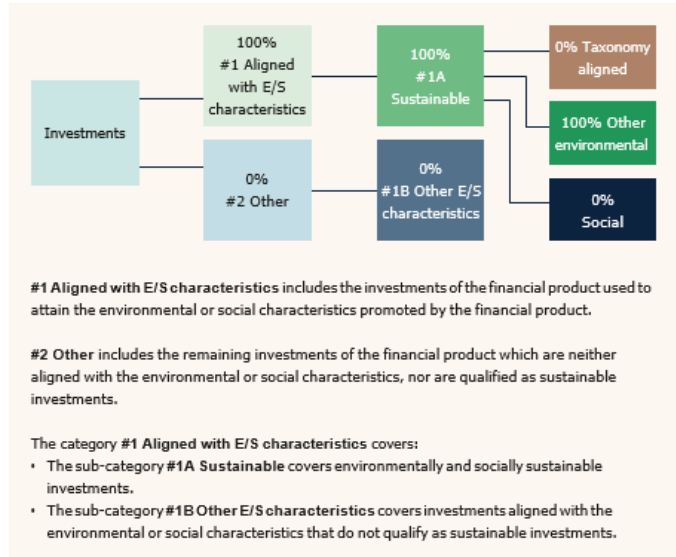 100%
#1 Aligned
with E/S
characteristics
100%
#1A
Sustainable
0% Taxonomy
aligned
Investments
100% Other
environmental
0%
#2 Other
0%
#1B Other E/S
characteristics
0%
Social
#1 Aligned with E/S characteristics includes the investments of the financial product used to
attain the environmental or social characteristics promoted by the financial product.
#2 Other includes the remaining investments of the financial product which are neither
aligned with the environmental or social characteristics, nor are qualified as sustainable
investments.
The category #1 Aligned with E/S characteristics covers:
• The sub-category #1A Sustainable covers environmentally and socially sustainable
investments.
• The sub-category #1B Other E/S characteristics covers investments aligned with the
environmental or social characteristics that do not qualify as sustainable investments.